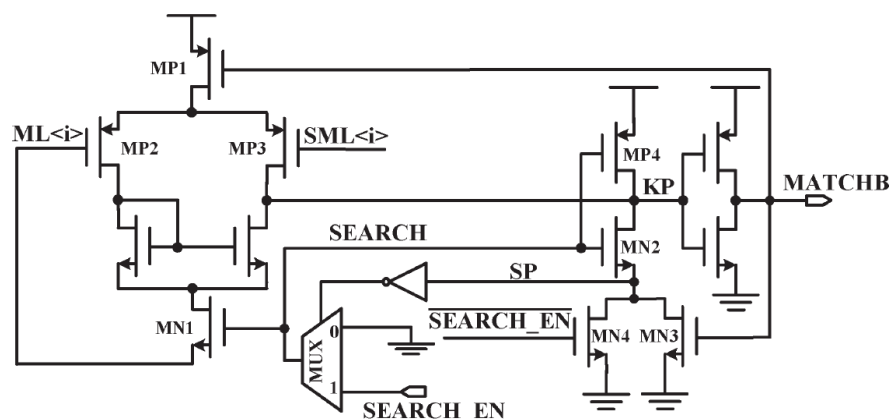 MP1
ML<i>
MP2
MP3
SML<i>
MP4
KP
MATCHB
SEARCH
MN2
SP
MN1
MUX
0
1
SEARCH_EN
MN4
MN3
SEARCH_EN